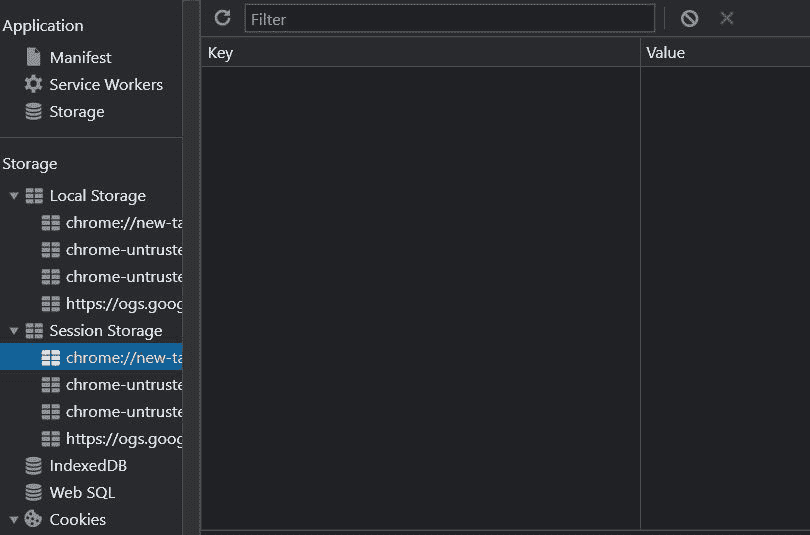 Application
Manifest
Service Workers
Storage
Storage
Local Storage
chrome://new-ta
chrome-untruste
chrome-untruste
https://ogs.goog
Session Storage
chrome://new-ta
chrome-untruste
chrome-untruste
https://ogs.goog
IndexedDB
Web SQL
Cookies
Filter
Key Value